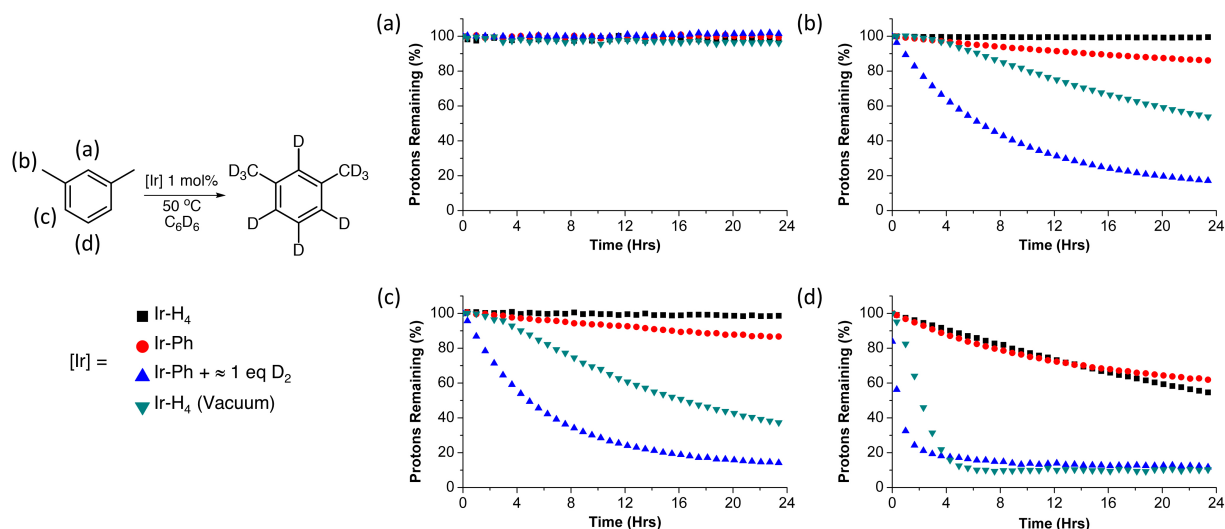 (a)
(b)
(c)
(d)
[Ir] 1 mol%
50 °C
C6D6
D
D3C
CD3
D
D
D
[Ir] =
Ir-H4
Ir-Ph
Ir-Ph + ≈ 1 eq D2
Ir-H4 (Vacuum)
(a)
Protons Remaining (%)
100
80
60
40
20
0
0 4 8 12 16 20 24
Time (Hrs)
(b)
Protons Remaining (%)
100
80
60
40
20
0
0 4 8 12 16 20 24
Time (Hrs)
(c)
Protons Remaining (%)
100
80
60
40
20
0
0 4 8 12 16 20 24
Time (Hrs)
(d)
Protons Remaining (%)
100
80
60
40
20
0
0 4 8 12 16 20 24
Time (Hrs)